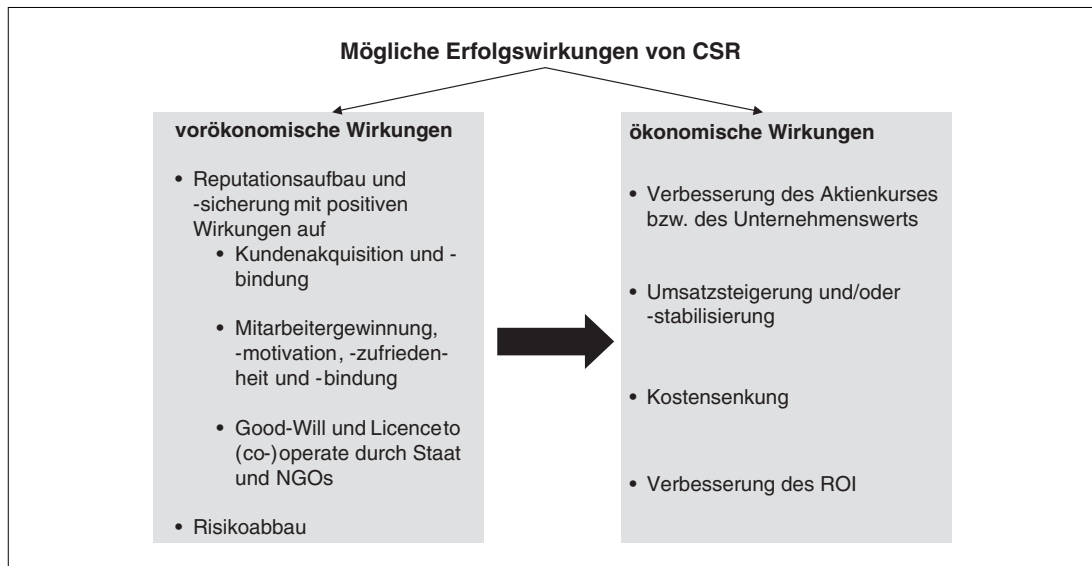 Mögliche Erfolgswirkungen von CSR
vorökonomische Wirkungen
• Reputationsaufbau und
-sicherung mit positiven
Wirkungen auf
• Kundenakquisition und -
bindung
• Mitarbeitergewinnung,
-motivation, -zufrieden-
heit und -bindung
• Good-Will und Licenceto
(co-)operate durch Staat
und NGOs
• Risikoabbau
ökonomische Wirkungen
• Verbesserung des Aktienkurses
bzw. des Unternehmenswerts
• Umsatzsteigerung und/oder
-stabilisierung
• Kostensenkung
• Verbesserung des ROI